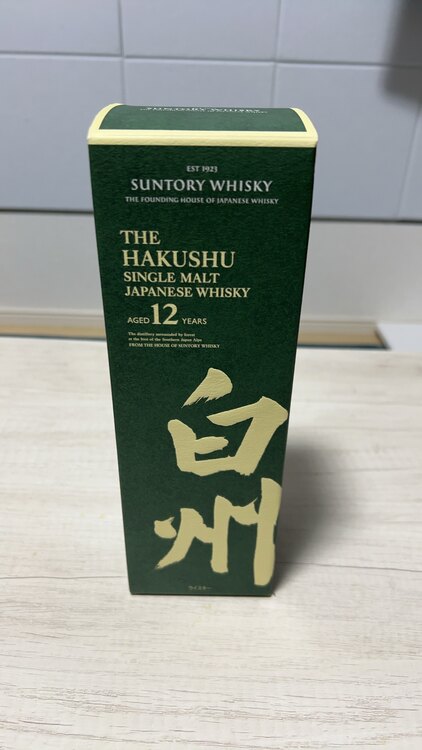 SUNTORY WHISKY
EST 1923
SUNTORY WHISKY
THE FOUNDING HOUSE OF JAPANESE WHISKY
THE
HAKUSHU
SINGLE MALT
JAPANESE WHISKY
AGED 12 YEARS
The distillery surrounded by forest
at the foot of the Southern Japan Alps
FROM THE HOUSE OF SUNTORY WHISKY
白州
ウイスキー